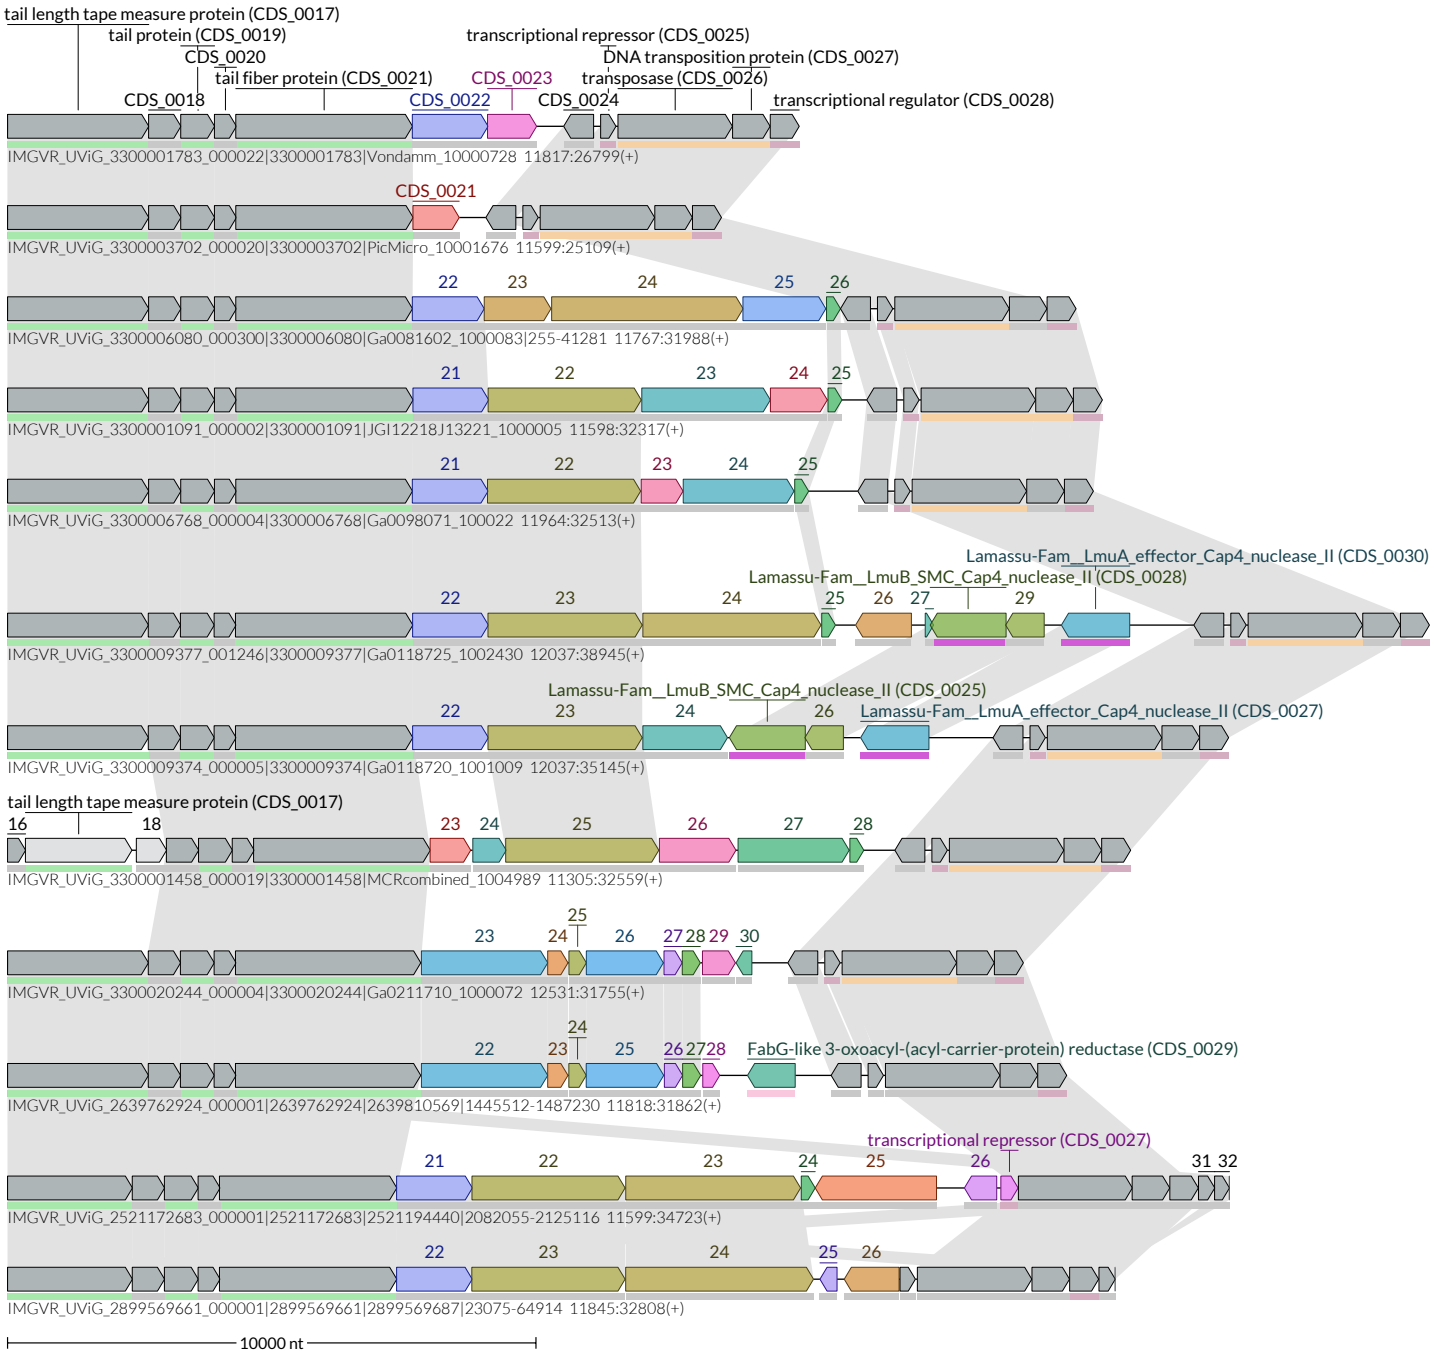 tail length tape measure protein (CDS_0017)
tail protein (CDS_0019)
transcriptional repressor (CDS_0025)
CDS_0020
DNA transposition protein (CDS_0027)
tail fiber protein (CDS_0021)
CDS_0023
transposase (CDS_0026)
CDS_0018
CDS_0022
CDS_0024
transcriptional regulator (CDS_0028)
IMGVR_UViG_3300001783_000022|3300001783|Vondamm_10000728 11817:26799(+)
CDS_0021
IMGVR_UViG_3300003702_000020|3300003702|PicMicro_10001676 11599:25109(+)
22 23 24 25 26
IMGVR_UViG_3300006080_000300|3300006080|Ga0081602_1000083|255-41281 11767:31988(+)
21 22 23 24 25
IMGVR_UViG_3300001091_000002|3300001091|JGI12218J13221_1000005 11598:32317(+)
21 22 23 24 25
IMGVR_UViG_3300006768_000004|3300006768|Ga0098071_100022 11964:32513(+)
Lamassu-Fam__LmuA_effector_Cap4_nuclease_II (CDS_0030)
Lamassu-Fam__LmuB_SMC_Cap4_nuclease_II (CDS_0028)
22 23 24 25 26 27 29
IMGVR_UViG_3300009377_001246|3300009377|Ga0118725_1002430 12037:38945(+)
Lamassu-Fam__LmuB_SMC_Cap4_nuclease_II (CDS_0025)
22 23 24 26 Lamassu-Fam__LmuA_effector_Cap4_nuclease_II (CDS_0027)
IMGVR_UViG_3300009374_000005|3300009374|Ga0118720_1001009 12037:35145(+)
tail length tape measure protein (CDS_0017)
16 18 23 24 25 26 27 28
IMGVR_UViG_3300001458_000019|3300001458|MCRcombined_1004989 11305:32559(+)
25
23 24 26 27 28 29 30
IMGVR_UViG_3300020244_000004|3300020244|Ga0211710_1000072 12531:31755(+)
24
22 23 25 26 27 28 FabG-like 3-oxoacyl-(acyl-carrier-protein) reductase (CDS_0029)
IMGVR_UViG_2639762924_000001|2639762924|2639810569|1445512-1487230 11818:31862(+)
transcriptional repressor (CDS_0027)
21 22 23 24 25 26 31 32
IMGVR_UViG_2521172683_000001|2521172683|2521194440|2082055-2125116 11599:34723(+)
22 23 24 25 26
IMGVR_UViG_2899569661_000001|2899569661|2899569687|23075-64914 11845:32808(+)
10000 nt